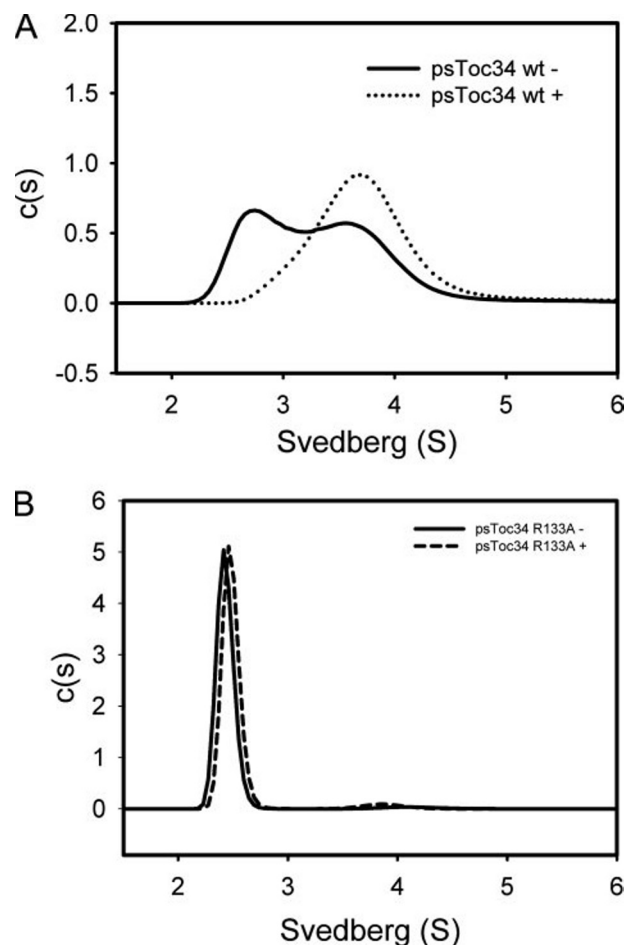 A
2.0
1.5
1.0
0.5
0.0
-0.5
c(s)
psToc34 wt -
psToc34 wt +
2 3 4 5 6
Svedberg (S)
B
6
5
4
3
2
1
0
c(s)
psToc34 R133A -
psToc34 R133A +
2 3 4 5 6
Svedberg (S)